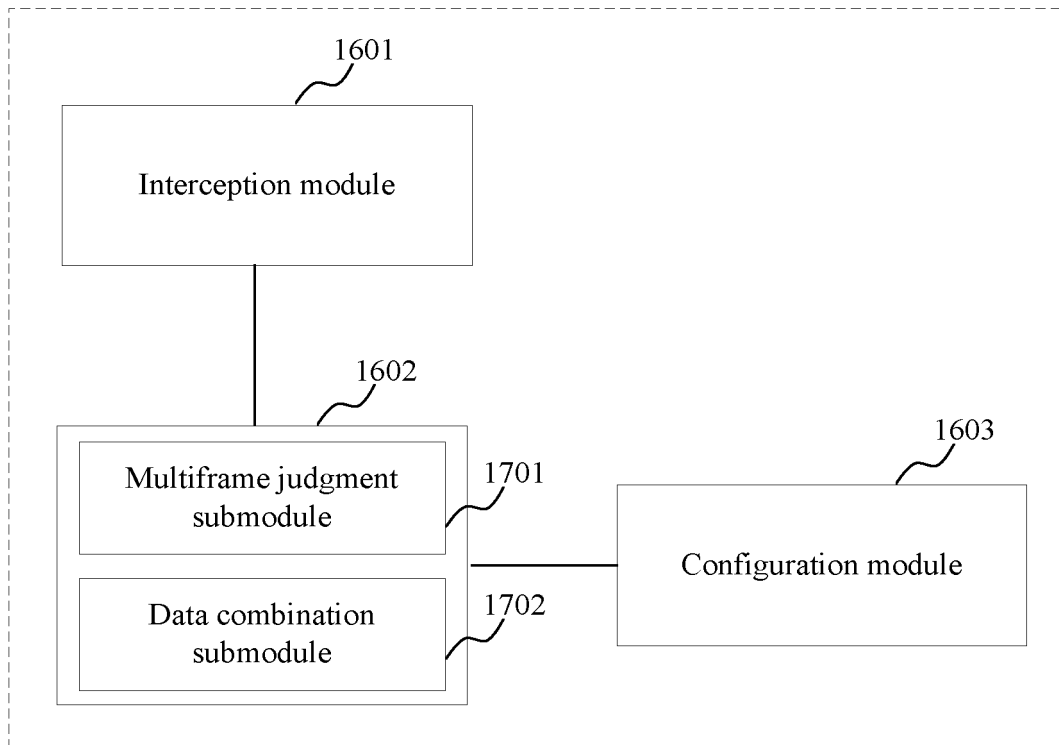 1601
Interception module
1602
Multiframe judgment
submodule
1701
Data combination
submodule
1702
1603
Configuration module